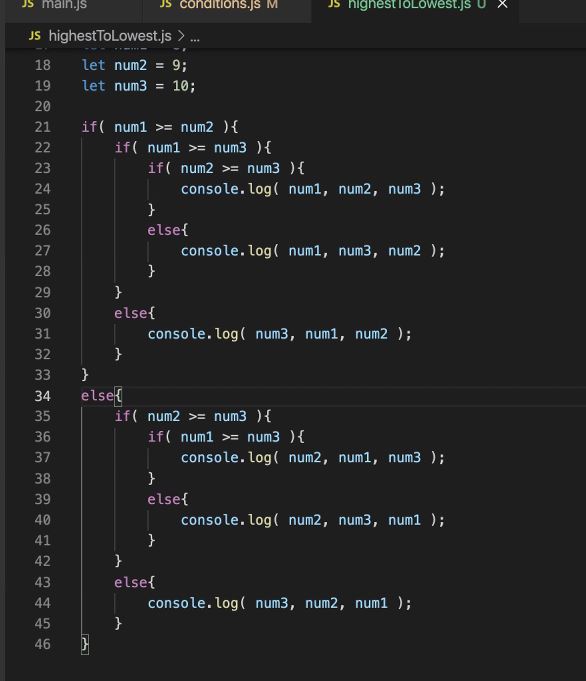 JS main.js JS conditions.js M JS highestToLowest.js U X
JS highestToLowest.js > ...
18 let num2 = 9;
19 let num3 = 10;
20
21 if( num1 >= num2 ){
22 if( num1 >= num3 ){
23 if( num2 >= num3 ){
24 console.log( num1, num2, num3 );
25 }
26 else{
27 console.log( num1, num3, num2 );
28 }
29 }
30 else{
31 console.log( num3, num1, num2 );
32 }
33 }
34 else{
35 if( num2 >= num3 ){
36 if( num1 >= num3 ){
37 console.log( num2, num1, num3 );
38 }
39 else{
40 console.log( num2, num3, num1 );
41 }
42 }
43 else{
44 console.log( num3, num2, num1 );
45 }
46 }